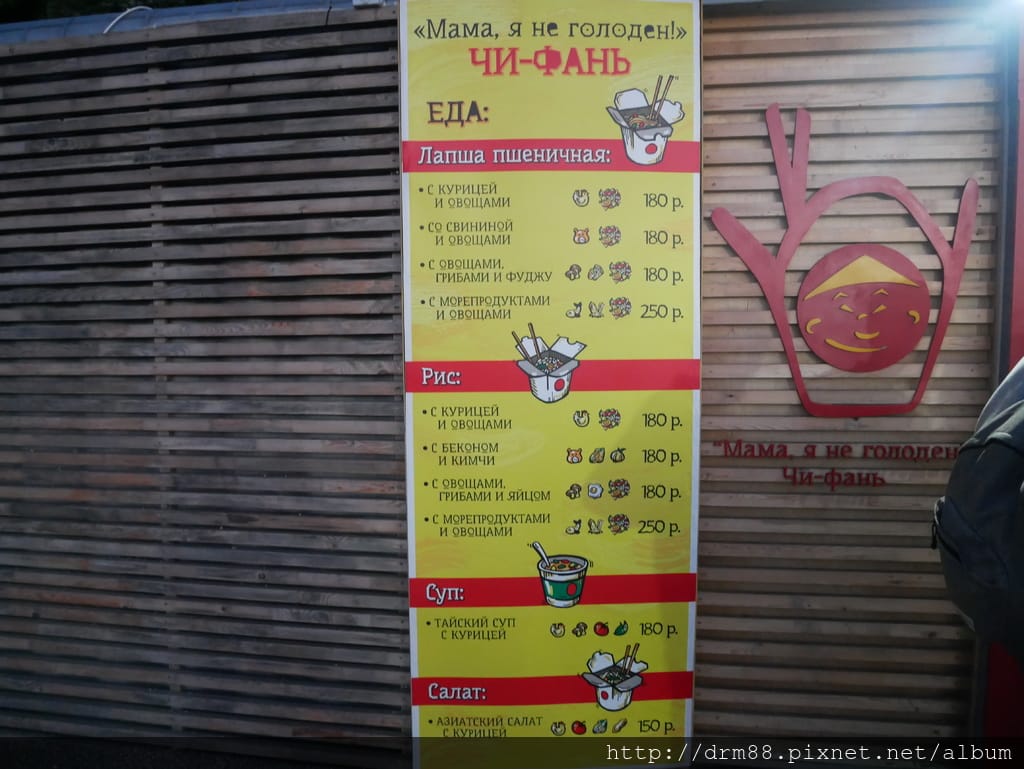 «Мама, я не голоден!»
ЧИ-ФАНЬ
ЕДА:
Лапша пшеничная:
• С КУРИЦЕЙ
И ОВОЩАМИ 180 р.
• СО СВИНИНОЙ
И ОВОЩАМИ 180 р.
• С ОВОЩАМИ,
ГРИБАМИ И ФУДЖУ 180 р.
• С МОРЕПРОДУКТАМИ
И ОВОЩАМИ 250 р.
Рис:
• С КУРИЦЕЙ
И ОВОЩАМИ 180 р.
• С БЕКОНОМ
И КИМЧИ 180 р.
• С ОВОЩАМИ,
ГРИБАМИ И ЯЙЦОМ 180 р.
• С МОРЕПРОДУКТАМИ
И ОВОЩАМИ 250 р.
Суп:
• ТАЙСКИЙ СУП
С КУРИЦЕЙ 180 р.
Салат:
• АЗИАТСКИЙ САЛАТ
С КУРИЦЕЙ 150 р.
"Мама, я не голоден
Чи-фань
http://drm88.pixnet.net/album